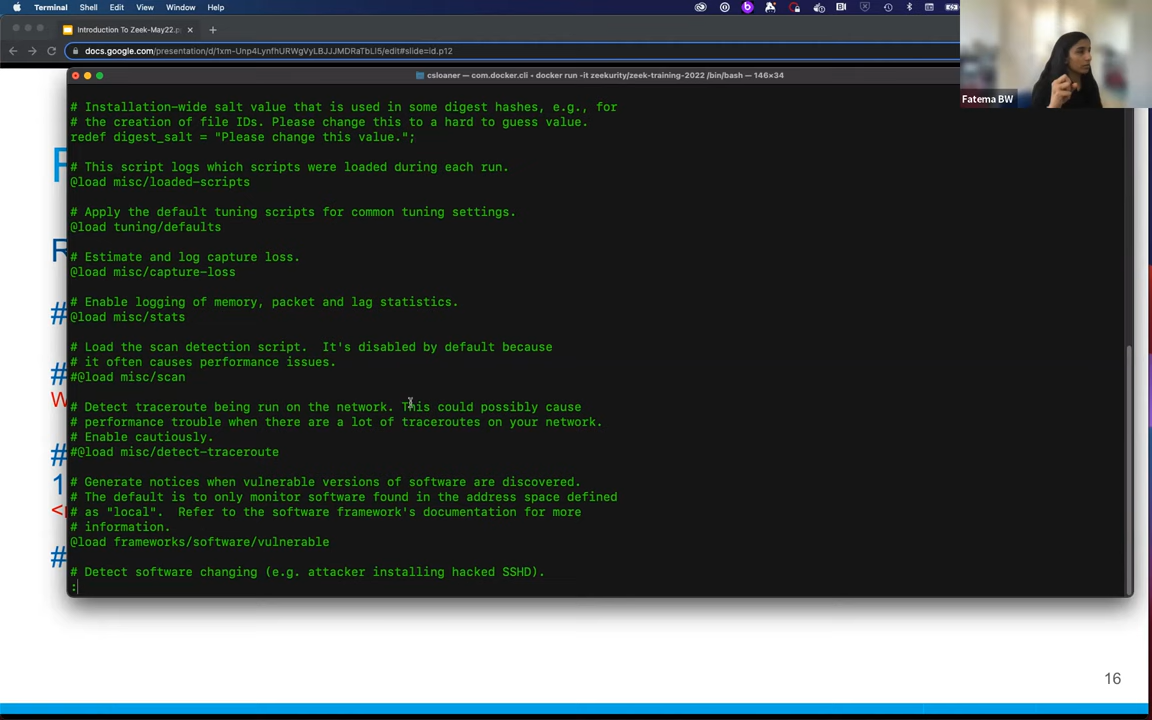 Terminal Shell Edit View Window Help
Introduction To Zeek-May22.p
docs.google.com/presentation/d/1xm-Unp4LynfhURWgVyLBJJJMDRaTbLI5/edit#slide=id.p12
csloaner — com.docker.cli - docker run -it zeekurity/zeek-training-2022 /bin/bash — 146×34
Fatema BW
# Installation-wide salt value that is used in some digest hashes, e.g., for
# the creation of file IDs. Please change this to a hard to guess value.
redef digest_salt = "Please change this value.";
# This script logs which scripts were loaded during each run.
@load misc/loaded-scripts
# Apply the default tuning scripts for common tuning settings.
@load tuning/defaults
# Estimate and log capture loss.
@load misc/capture-loss
# Enable logging of memory, packet and lag statistics.
@load misc/stats
# Load the scan detection script.  It's disabled by default because
# it often causes performance issues.
#@load misc/scan
# Detect traceroute being run on the network. This could possibly cause
# performance trouble when there are a lot of traceroutes on your network.
# Enable cautiously.
#@load misc/detect-traceroute
# Generate notices when vulnerable versions of software are discovered.
# The default is to only monitor software found in the address space defined
# as "local".  Refer to the software framework's documentation for more
# information.
@load frameworks/software/vulnerable
# Detect software changing (e.g. attacker installing hacked SSHD).
:
16